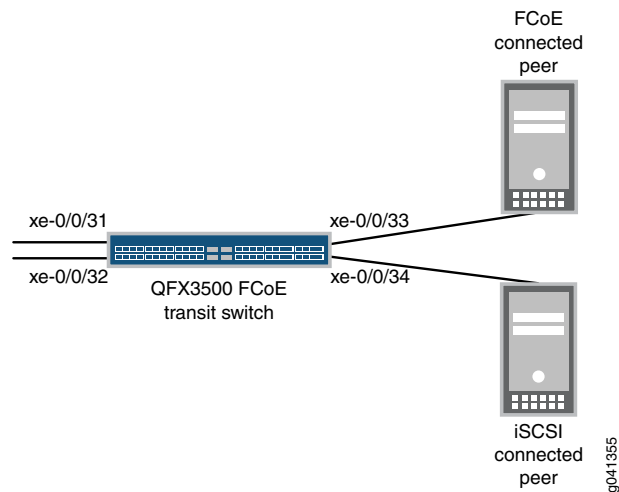 FCoE
connected
peer
xe-0/0/31
xe-0/0/33
xe-0/0/32
xe-0/0/34
QFX3500 FCoE
transit switch
iSCSI
connected
peer
g041355